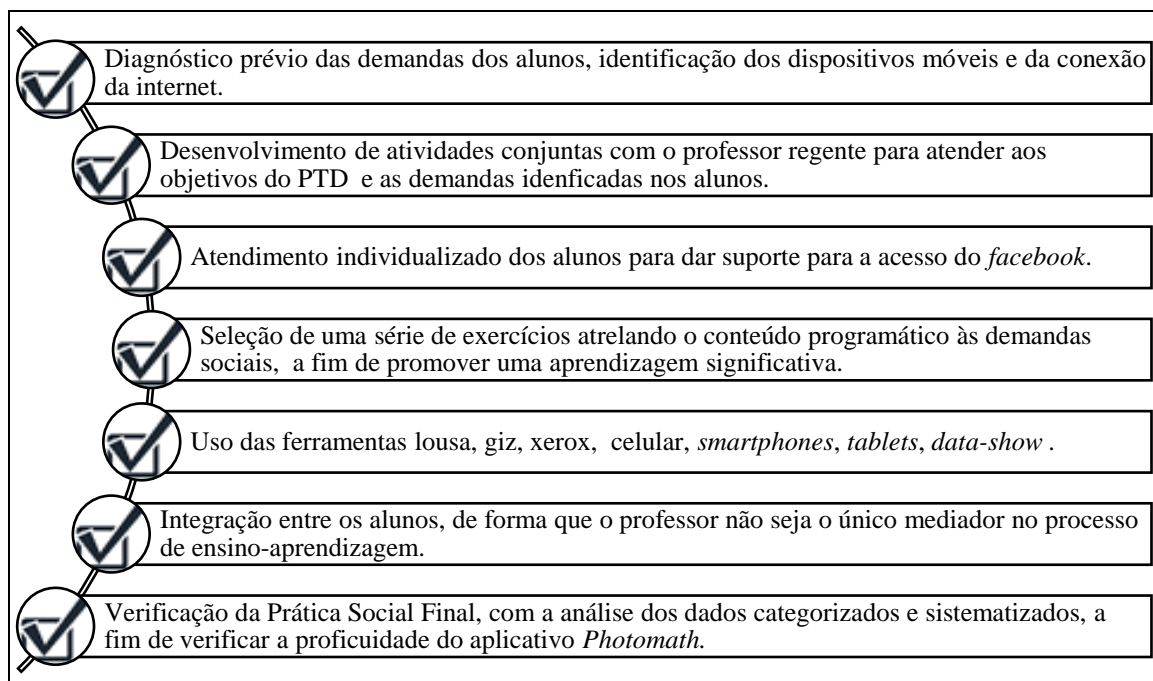 Diagnóstico prévio das demandas dos alunos, identificação dos dispositivos móveis e da conexão
da internet.
Desenvolvimento de atividades conjuntas com o professor regente para atender aos
objetivos do PTD e as demandas idenficadas nos alunos.
Atendimento individualizado dos alunos para dar suporte para a acesso do facebook.
Seleção de uma série de exercícios atrelando o conteúdo programático às demandas
sociais, a fim de promover uma aprendizagem significativa.
Uso das ferramentas lousa, giz, xerox, celular, smartphones, tablets, data-show .
Integração entre os alunos, de forma que o professor não seja o único mediador no processo
de ensino-aprendizagem.
Verificação da Prática Social Final, com a análise dos dados categorizados e sistematizados, a
fim de verificar a proficuidade do aplicativo Photomath.